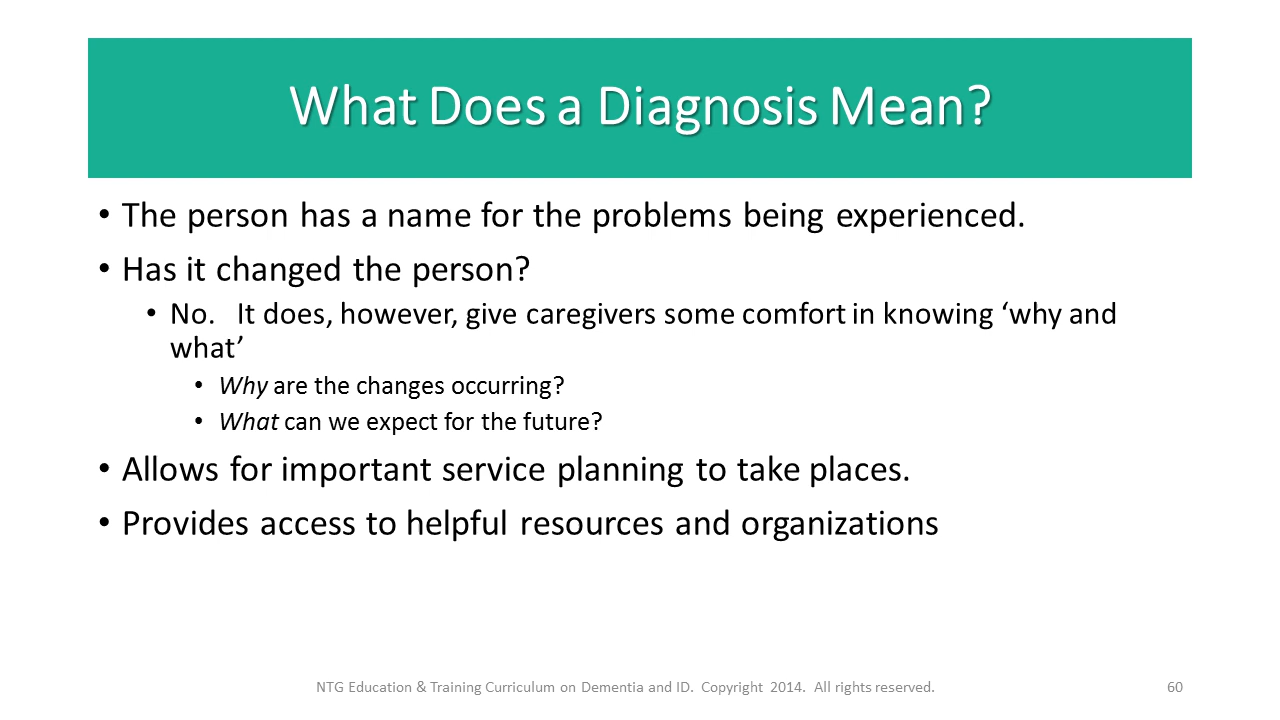 What Does a Diagnosis Mean?
• The person has a name for the problems being experienced.
• Has it changed the person?
• No.   It does, however, give caregivers some comfort in knowing ‘why and
what’
• Why are the changes occurring?
• What can we expect for the future?
• Allows for important service planning to take places.
• Provides access to helpful resources and organizations
NTG Education & Training Curriculum on Dementia and ID.  Copyright  2014.  All rights reserved.
60